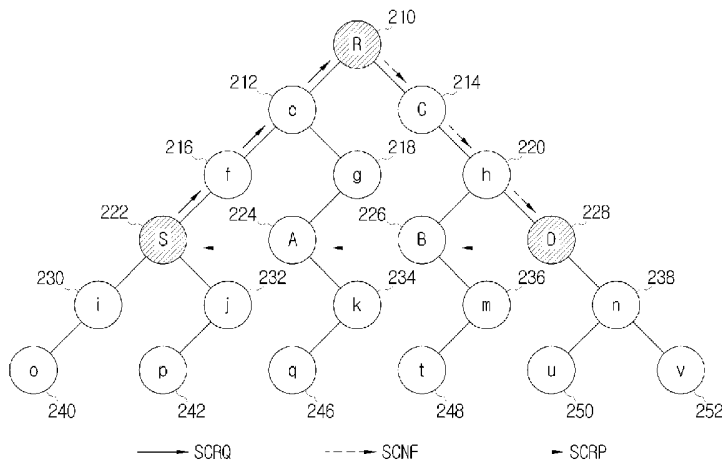 210
R
212
214
c
C
216
218
220
f
g
h
222
224
226
228
S
A
B
D
230
232
234
236
238
i
j
k
m
n
o
p
q
t
u
v
240
242
246
248
250
252
SCRQ
SCNF
SCRP